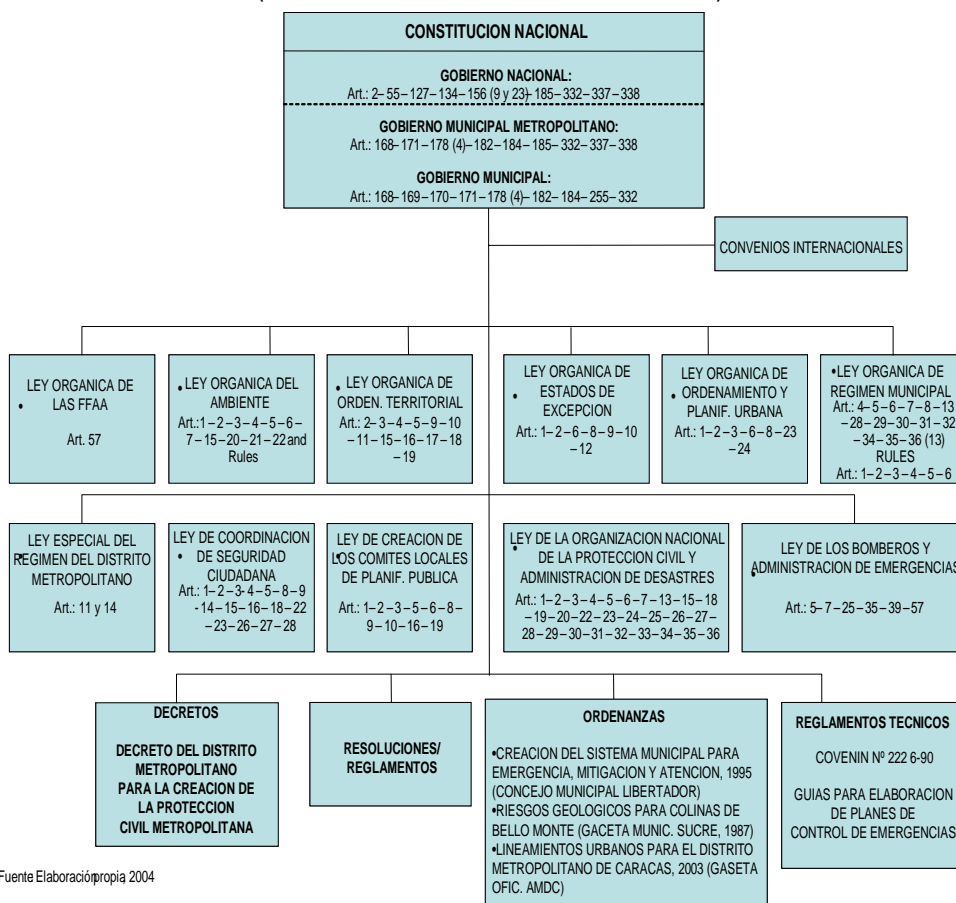 CONSTITUCION NACIONAL
GOBIERNO NACIONAL:
Art.: 2– 55–127–134–156 (9 y 23)–185–332–337–338
GOBIERNO MUNICIPAL METROPOLITANO:
Art.: 168–171–178 (4)–182–184–185–332–337–338
GOBIERNO MUNICIPAL:
Art.: 168–169–170–171–178 (4)–182–184–255–332
CONVENIOS INTERNACIONALES
LEY ORGANICA DE
• LAS FFAA
Art. 57
• LEY ORGANICA DEL
AMBIENTE
Art.:1–2–3–4–5–6–
7–15–20–21–22 and
Rules
• LEY ORGANICA DE
ORDEN. TERRITORIAL
Art.: 2–3–4–5–9–10
–11–15–16–17–18
–19
LEY ORGANICA DE
• ESTADOS DE
EXCEPCION
Art.: 1–2–6–8–9–10
–12
LEY ORGANICA DE
• ORDENAMIENTO Y
PLANIF. URBANA
Art.: 1–2–3–6–8–23
–24
•LEY ORGANICA DE
REGIMEN MUNICIPAL
Art.: 4–5–6–7–8–13
–28–29–30–31–32
–34–35–36 (13)
RULES
Art.: 1–2–3–4–5–6
LEY ESPECIAL DEL
•REGIMEN DEL DISTRITO
METROPOLITANO
Art.: 11 y 14
LEY DE COORDINACION
• DE SEGURIDAD
CIUDADANA
Art.: 1–2–3–4–5–8–9
-14–15–16–18–22
–23–26–27–28
LEY DE CREACION DE
•LOS COMITES LOCALES
DE PLANIF. PUBLICA
Art.: 1–2–3–5–6–8–
9–10–16–19
LEY DE LA ORGANIZACION NACIONAL
• DE LA PROTECCION CIVIL Y
ADMINISTRACION DE DESASTRES
Art.: 1–2–3–4–5–6–7–13–15–18
–19–20–22–23–24–25–26–27–
28–29–30–31–32–33–34–35–36
LEY DE LOS BOMBEROS Y
•ADMINISTRACION DE EMERGENCIAS
Art.: 5–7–25–35–39–57
DECRETOS
DECRETO DEL DISTRITO
METROPOLITANO
PARA LA CREACION DE
LA PROTECCION
CIVIL METROPOLITANA
RESOLUCIONES/
REGLAMENTOS
ORDENANZAS
•CREACION DEL SISTEMA MUNICIPAL PARA
EMERGENCIA, MITIGACION Y ATENCION, 1995
(CONCEJO MUNICIPAL LIBERTADOR)
•RIESGOS GEOLOGICOS PARA COLINAS DE
BELLO MONTE (GACETA MUNIC. SUCRE, 1987)
•LINEAMIENTOS URBANOS PARA EL DISTRITO
METROPOLITANO DE CARACAS, 2003 (GASETA
OFIC. AMDC)
REGLAMENTOS TECNICOS
COVENIN Nº 222 6-90
GUIAS PARA ELABORACION
DE PLANES DE
CONTROL DE EMERGENCIAS
Fuente Elaboración propia, 2004